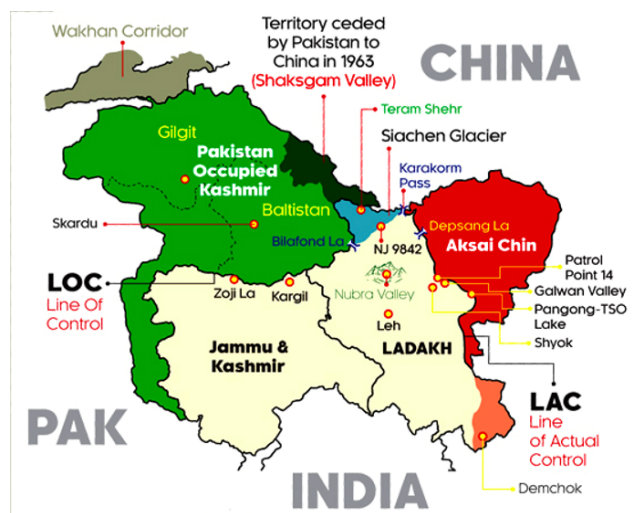 Wakhan Corridor
Territory ceded
by Pakistan to
China in 1963
(Shaksgam Valley)
CHINA
Teram Shehr
Siachen Glacier
Gilgit
Pakistan
Occupied
Kashmir
Karakorm
Pass
Skardu
Baltistan
Bilafond La
NJ 9842
Depsang La
Aksai Chin
Patrol
Point 14
Galwan Valley
Pangong-TSO
Lake
Shyok
LOC
Line Of
Control
Zoji La
Kargil
Nubra Valley
Leh
Jammu &
Kashmir
LADAKH
LAC
Line
of Actual
Control
PAK
INDIA
Demchok